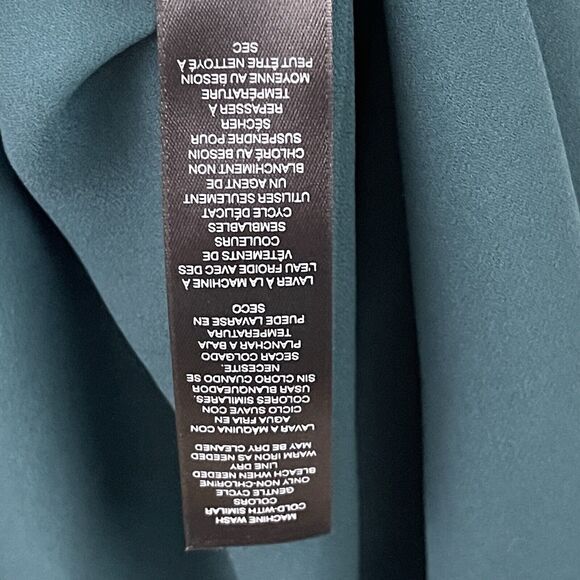 MACHINE WASH
COLD-WITH SIMILAR
COLORS
GENTLE CYCLE
ONLY NON-CHLORINE
BLEACH WHEN NEEDED
LINE DRY
WARM IRON AS NEEDED
MAY BE DRY CLEANED
LAVAR A MÁQUINA CON
AGUA FRIA EN
CICLO SUAVE CON
COLORES SIMILARES.
USAR BLANQUEADOR
SIN CLORO CUANDO SE
NECESITE.
SECAR COLGADO
PLANCHAR A BAJA
TEMPERATURA
PUEDE LAVARSE EN
SECO
LAVER À LA MACHINE À
L'EAU FROIDE AVEC DES
VÊTEMENTS DE
COULEURS
SEMBLABLES
CYCLE DÉLICAT
UTILISER SEULEMENT
UN AGENT DE
BLANCHIMENT NON
CHLORÉ AU BESOIN
SUSPENDRE POUR
SÉCHER
REPASSER À
TEMPÉRATURE
MOYENNE AU BESOIN
PEUT ÊTRE NETTOYÉ À
SEC